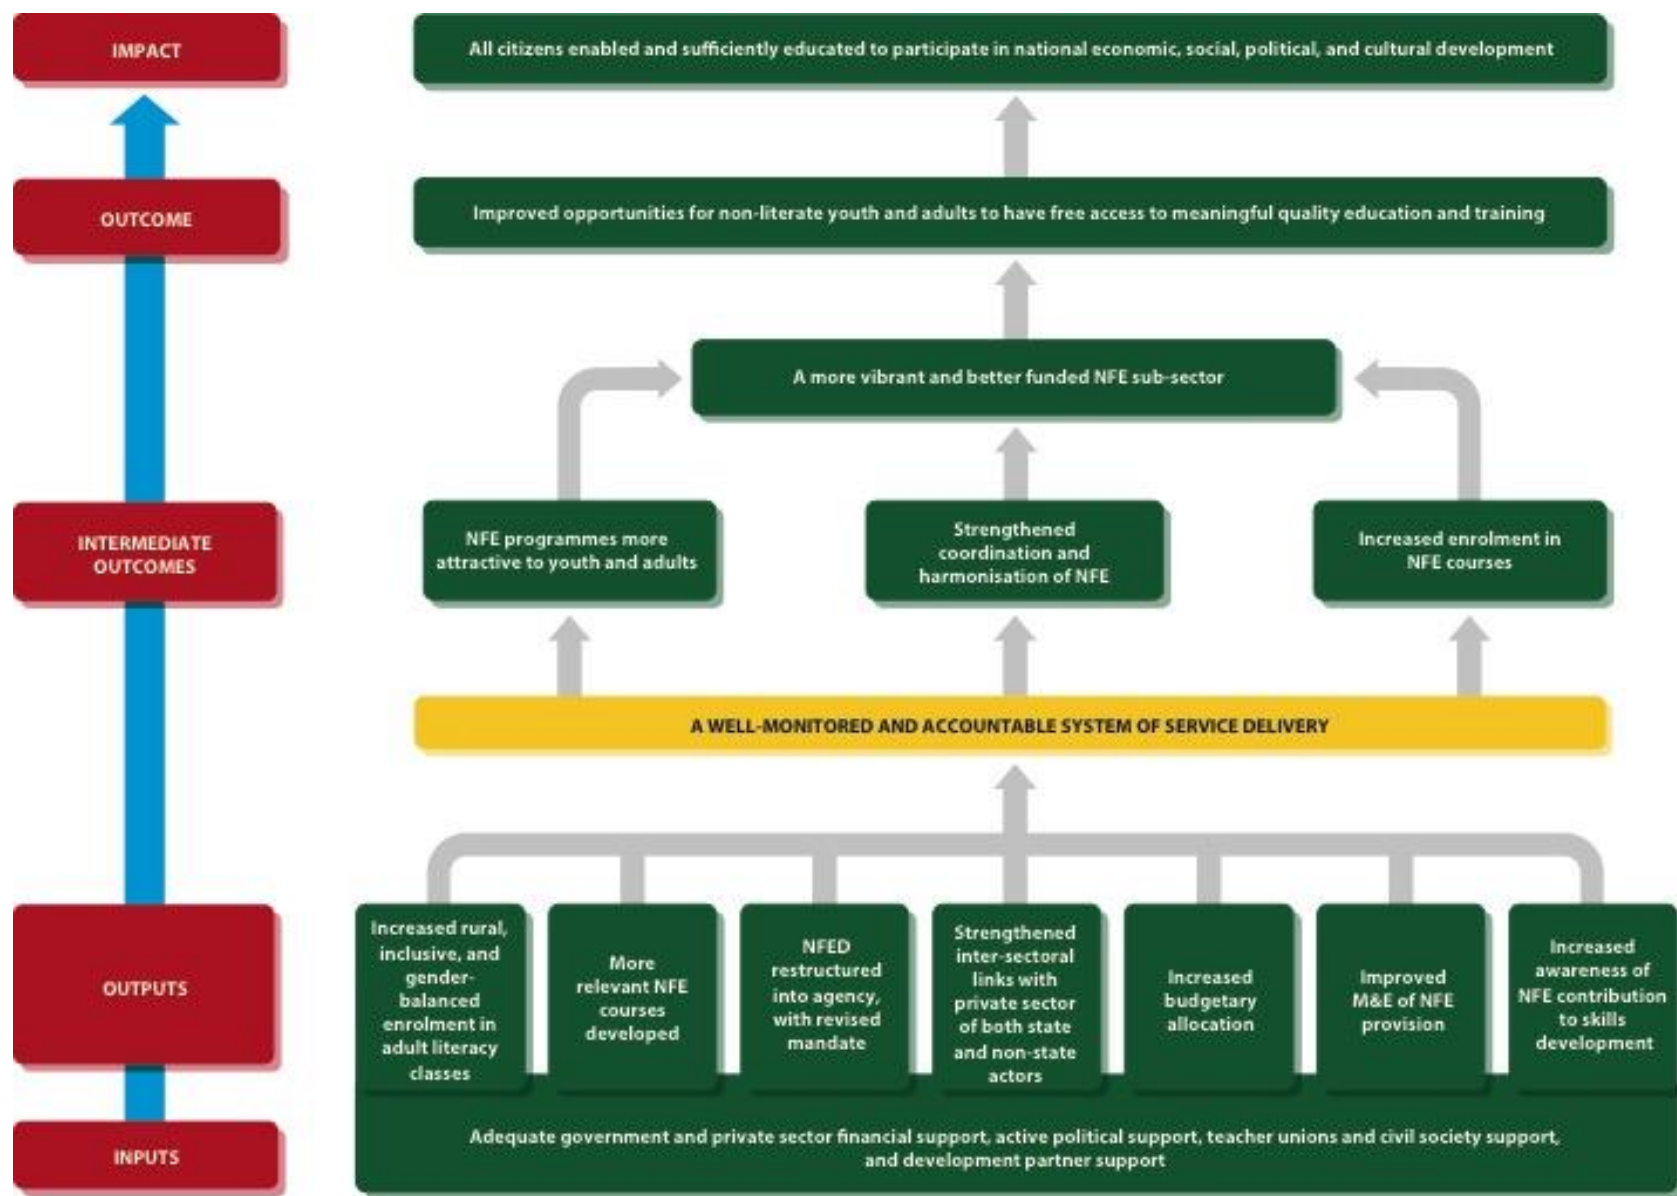 IMPACT
All citizens enabled and sufficiently educated to participate in national economic, social, political, and cultural development
OUTCOME
Improved opportunities for non-literate youth and adults to have free access to meaningful quality education and training
A more vibrant and better funded NFE sub-sector
INTERMEDIATE
OUTCOMES
NFE programmes more
attractive to youth and adults
Strengthened
coordination and
harmonisation of NFE
Increased enrolment in
NFE courses
A WELL-MONITORED AND ACCOUNTABLE SYSTEM OF SERVICE DELIVERY
OUTPUTS
Increased rural,
inclusive, and
gender-
balanced
enrolment in
adult literacy
classes
More
relevant NFE
courses
developed
NFED
restructured
into agency,
with revised
mandate
Strengthened
inter-sectoral
links with
private sector
of both state
and non-state
actors
Increased
budgetary
allocation
Improved
M&E of NFE
provision
Increased
awareness of
NFE contribution
to skills
development
INPUTS
Adequate government and private sector financial support, active political support, teacher unions and civil society support,
and development partner support